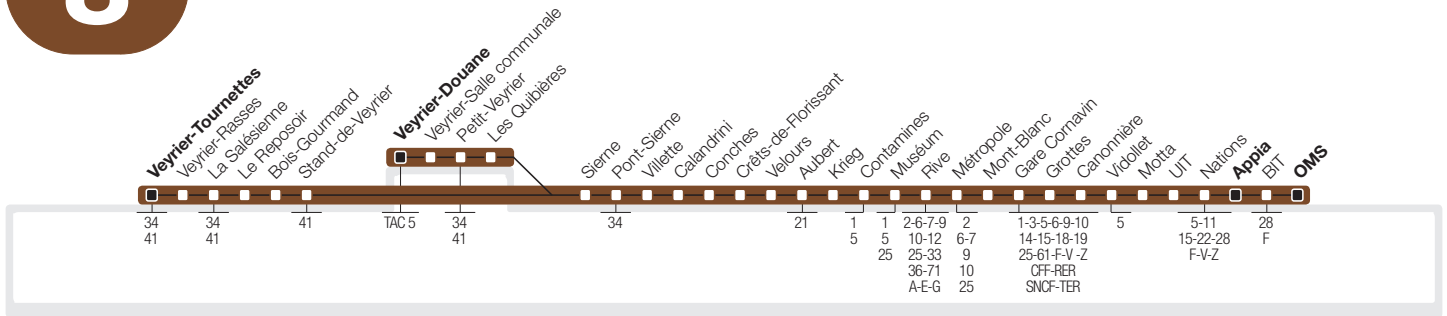 8
Veyrier-Tournettes
Veyrier-Rasses
La Salésienne
Le Reposoir
Bois-Gourmand
Stand-de-Veyrier
Veyrier-Douane
Veyrier-Salle communale
Petit-Veyrier
Les Quibières
Sierne
Pont-Sierne
Villette
Calandrini
Conches
Crêts-de-Florissant
Velours
Aubert
Krieg
Contamines
Muséum
Rive
Métropole
Mont-Blanc
Gare Cornavin
Grottes
Canonnière
Vidollet
Motta
UIT
Nations
Appia
BIT
OMS
34
41
34
41
41
TAC 5
34
41
34
21
1
5
1
5
25
2-6-7-9
10-12
25-33
36-71
A-E-G
2
6-7
9
10
25
1-3-5-6-9-10
14-15-18-19
25-61-F-V -Z
CFF-RER
SNCF-TER
5
5-11
15-22-28
F-V-Z
28
F